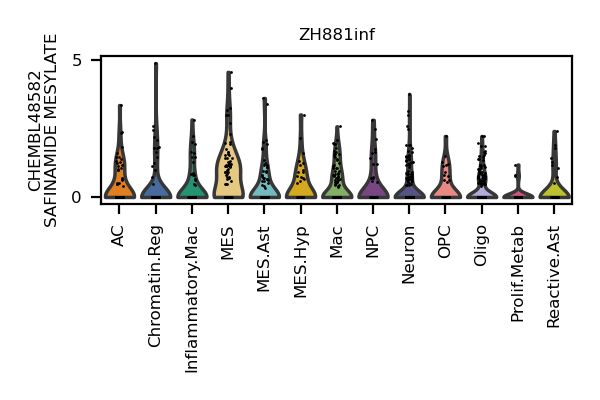 ZH881inf
CHEMBL48582
SAFINAMIDE MESYLATE
5
0
AC
Chromatin.Reg
Inflammatory.Mac
MES
MES.Ast
MES.Hyp
Mac
NPC
Neuron
OPC
Oligo
Prolif.Metab
Reactive.Ast